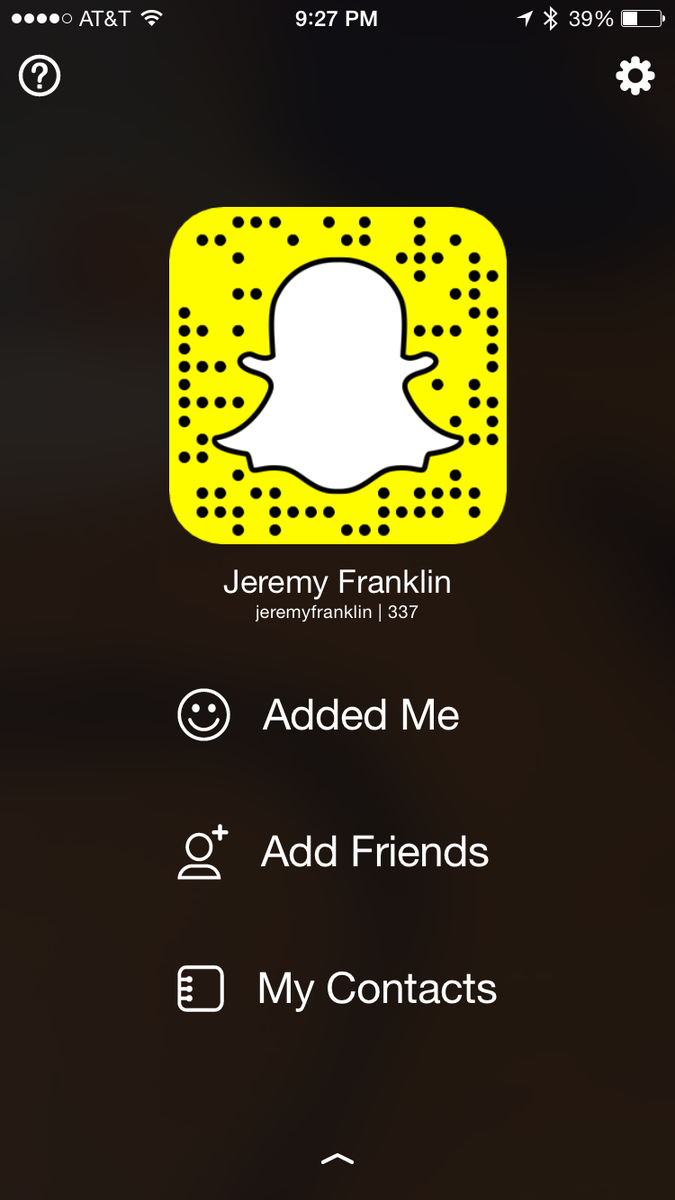 AT&T 9:27 PM 39%
Jeremy Franklin
jeremyfranklin | 337
Added Me
Add Friends
My Contacts